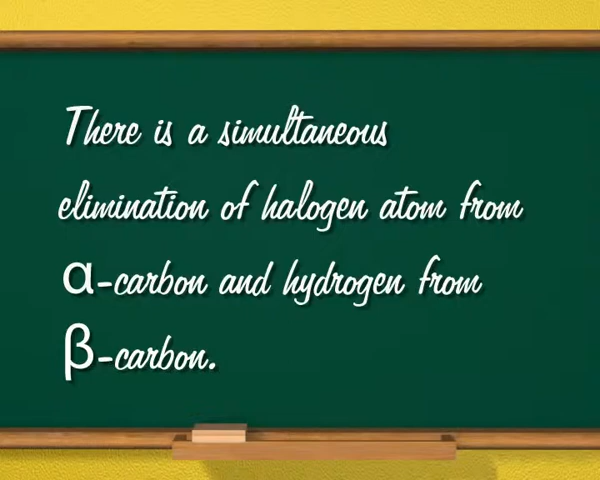 There is a simultaneous
elimination of halogen atom from
α-carbon and hydrogen from
β-carbon.